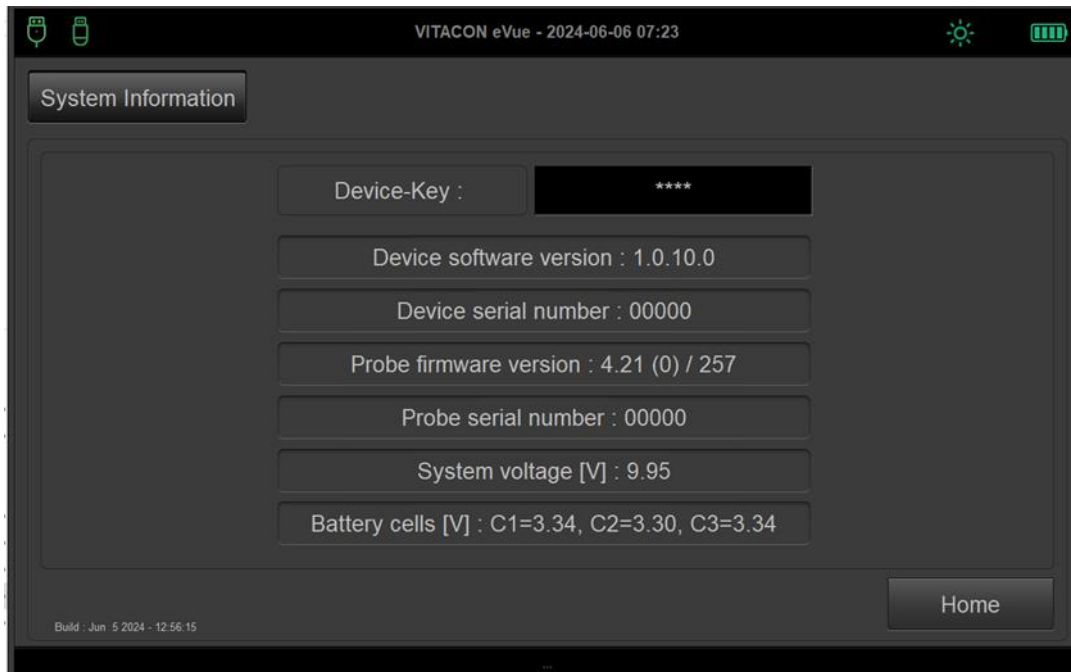 VITACON eVue - 2024-06-06 07:23
System Information
Device-Key : ****
Device software version : 1.0.10.0
Device serial number : 00000
Probe firmware version : 4.21 (0) / 257
Probe serial number : 00000
System voltage [V] : 9.95
Battery cells [V] : C1=3.34, C2=3.30, C3=3.34
Home
Build : Jun 5 2024 - 12:56:15
...